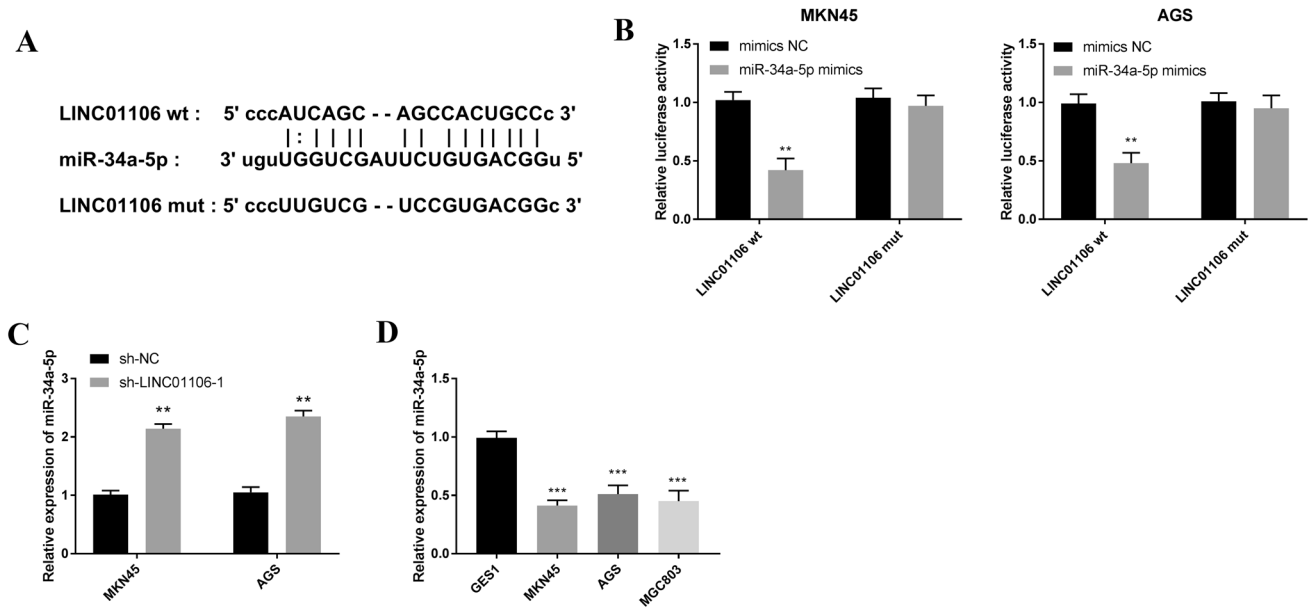 A
LINC01106 wt : 5' cccAUCAGC - - AGCCACUGCCc 3'
miR-34a-5p : 3' uguUGGUCGAUUCUGUGACGGu 5'
LINC01106 mut : 5' cccUUGUCG - - UCCGUGACGGc 3'
B
MKN45
Relative luciferase activity
mimics NC
miR-34a-5p mimics
1.5
1.0
0.5
0.0
**
LINC01106 wt
LINC01106 mut
AGS
Relative luciferase activity
mimics NC
miR-34a-5p mimics
1.5
1.0
0.5
0.0
**
LINC01106 wt
LINC01106 mut
C
Relative expression of miR-34a-5p
sh-NC
sh-LINC01106-1
3
2
1
0
**
**
MKN45
AGS
D
Relative expression of miR-34a-5p
1.5
1.0
0.5
0.0
***
***
***
GES1
MKN45
AGS
MGC803